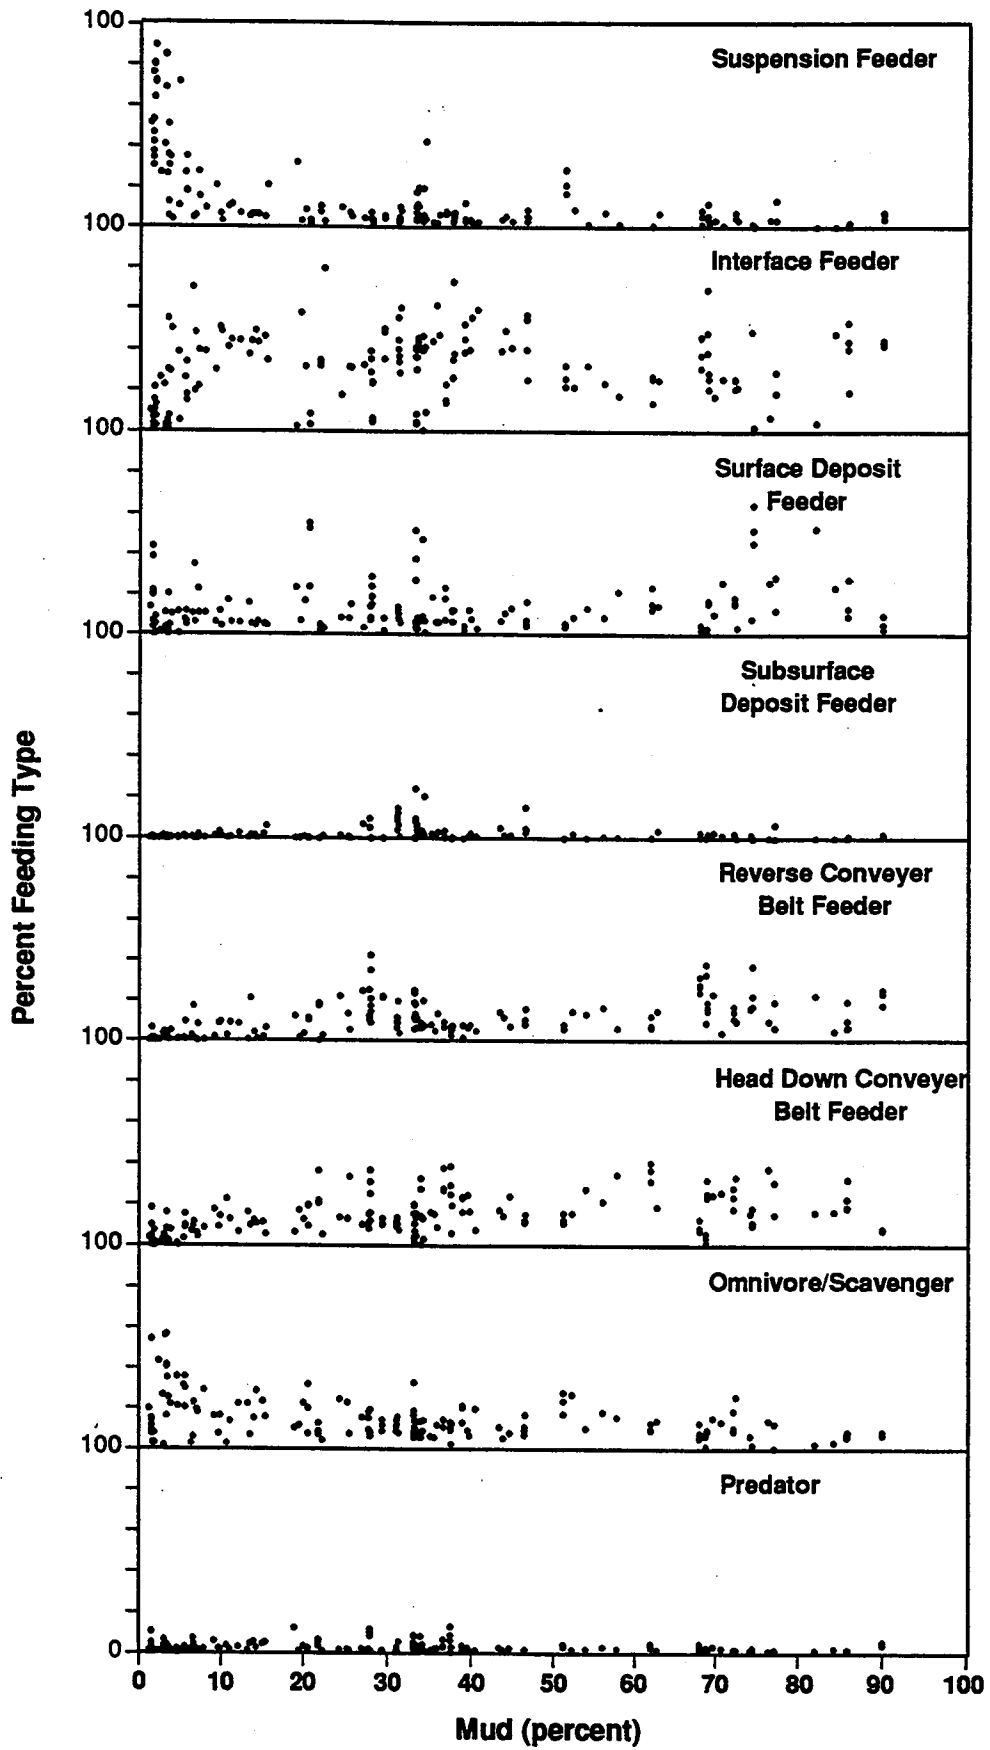 100
Suspension Feeder
100
Interface Feeder
100
Surface Deposit
Feeder
100
Subsurface
Deposit Feeder
100
Reverse Conveyer
Belt Feeder
100
Head Down Conveyer
Belt Feeder
100
Omnivore/Scavenger
100
Predator
0
Percent Feeding Type
0 10 20 30 40 50 60 70 80 90 100
Mud (percent)